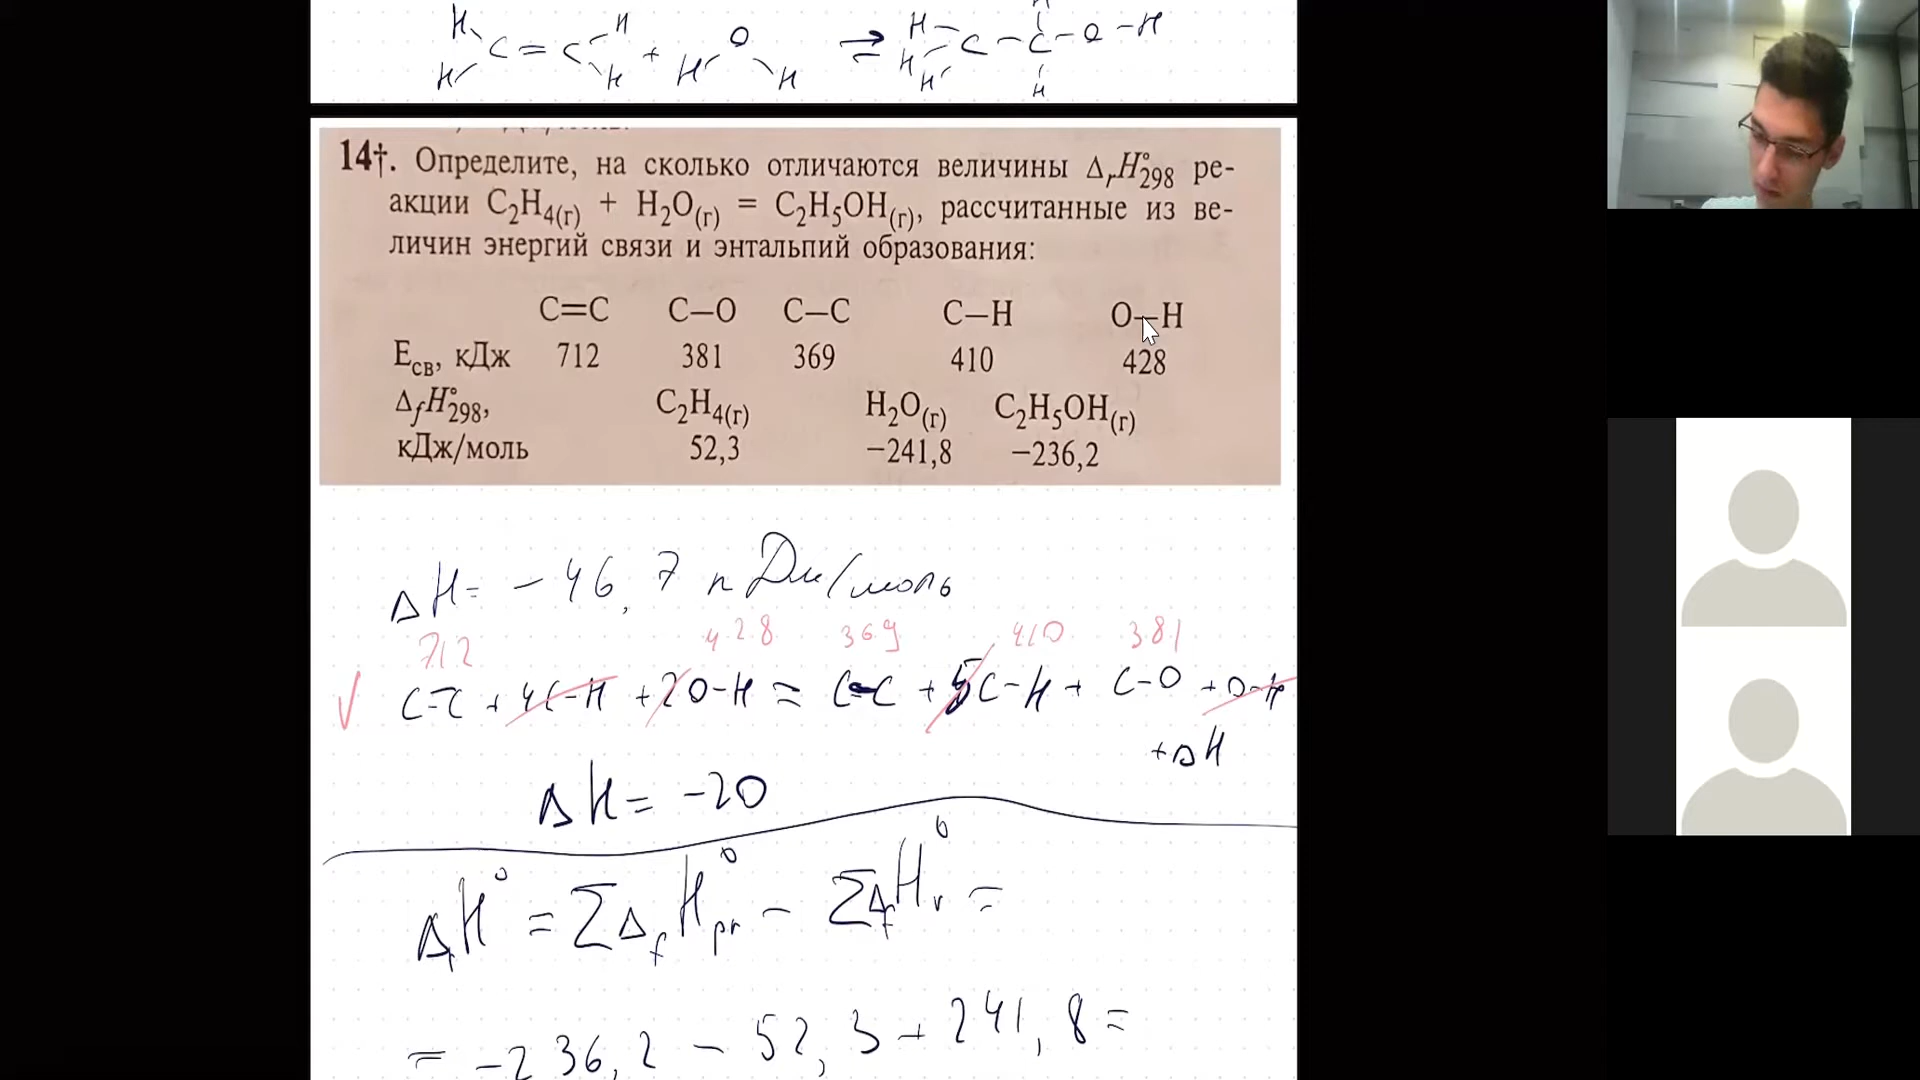 H H H H
C = C + O ⇌ H C – C – O – H
H H H H H H H
14†. Определите, на сколько отличаются величины ΔrH°298 ре-
акции C2H4(г) + H2O(г) = C2H5OH(г), рассчитанные из ве-
личин энергий связи и энтальпий образования:
C=C C–O C–C C–H O–H
Eсв, кДж 712 381 369 410 428
ΔfH°298, C2H4(г) H2O(г) C2H5OH(г)
кДж/моль 52,3 −241,8 −236,2
ΔH = − 46,7 кДж/моль
712 428 369 410 381
✓ C=C + 4C–H + 2O–H = C–C + 5C–H + C–O + O–H
+ΔH
ΔH = −20
ΔrH° = ΣΔfH°pr − ΣΔfH°r =
= −236,2 − 52,3 + 241,8 =